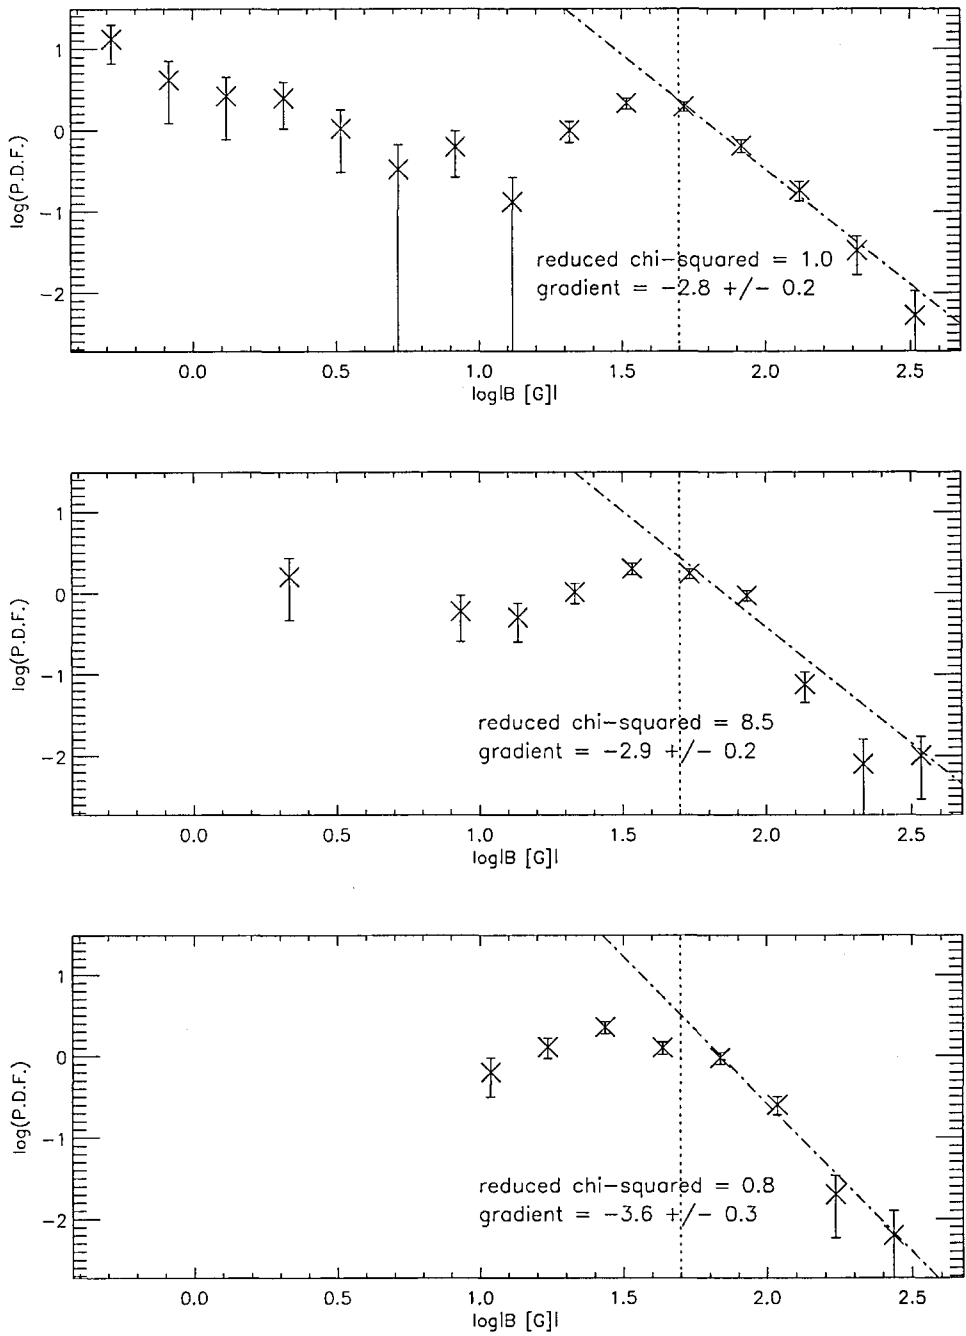 1
0
−1
−2
log(P.D.F.)
reduced chi−squared = 1.0
gradient = −2.8 +/− 0.2
0.0 0.5 1.0 1.5 2.0 2.5
log|B [G]|
1
0
−1
−2
log(P.D.F.)
reduced chi−squared = 8.5
gradient = −2.9 +/− 0.2
0.0 0.5 1.0 1.5 2.0 2.5
log|B [G]|
1
0
−1
−2
log(P.D.F.)
reduced chi−squared = 0.8
gradient = −3.6 +/− 0.3
0.0 0.5 1.0 1.5 2.0 2.5
log|B [G]|